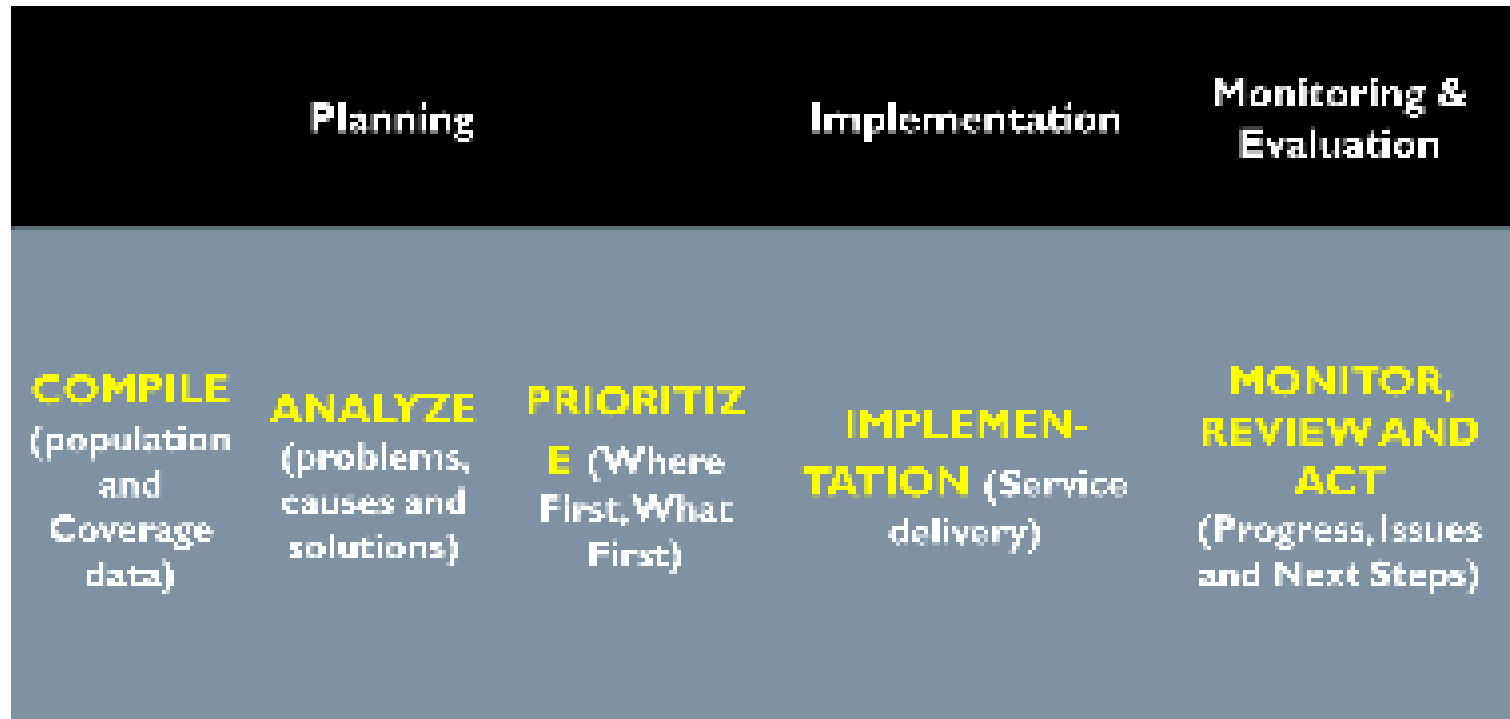 Planning
Implementation
Monitoring &
Evaluation
COMPILE
(population
and
Coverage
data)
ANALYZE
(problems,
causes and
solutions)
PRIORITIZ
E (Where
First, What
First)
IMPLEMEN-
TATION (Service
delivery)
MONITOR,
REVIEW AND
ACT
(Progress, Issues
and Next Steps)